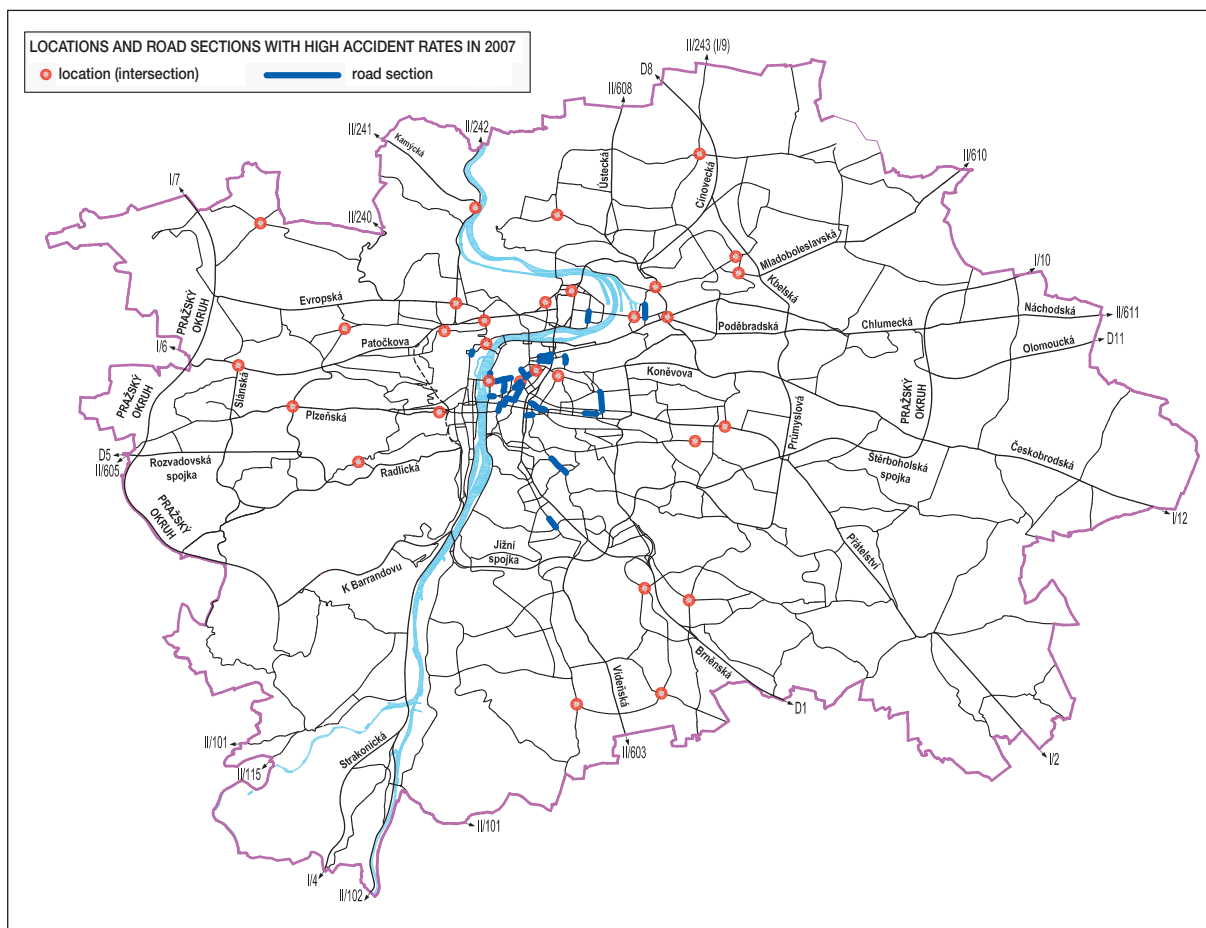 LOCATIONS AND ROAD SECTIONS WITH HIGH ACCIDENT RATES IN 2007
location (intersection)
road section
II/243 (I/9)
D8
II/608
II/241
Kamýcká
II/242
Ústecká
Cínovecká
II/610
I/7
II/240
Mladoboleslavská
Kbelská
I/10
PRAŽSKÝ
OKRUH
Evropská
Náchodská
II/611
Poděbradská
Chlumecká
D11
Olomoucká
I/6
Patočkova
Slánská
Koněvova
PRAŽSKÝ
OKRUH
PRAŽSKÝ
OKRUH
Plzeňská
Průmyslová
D5
II/605
Rozvadovská
spojka
Radlická
Štěrboholská
spojka
Českobrodská
PRAŽSKÝ
OKRUH
I/12
Jižní
spojka
Přátelství
K Barrandovu
Brněnská
Vídeňská
D1
II/101
Strakonická
II/603
II/115
I/2
II/101
I/4
II/102